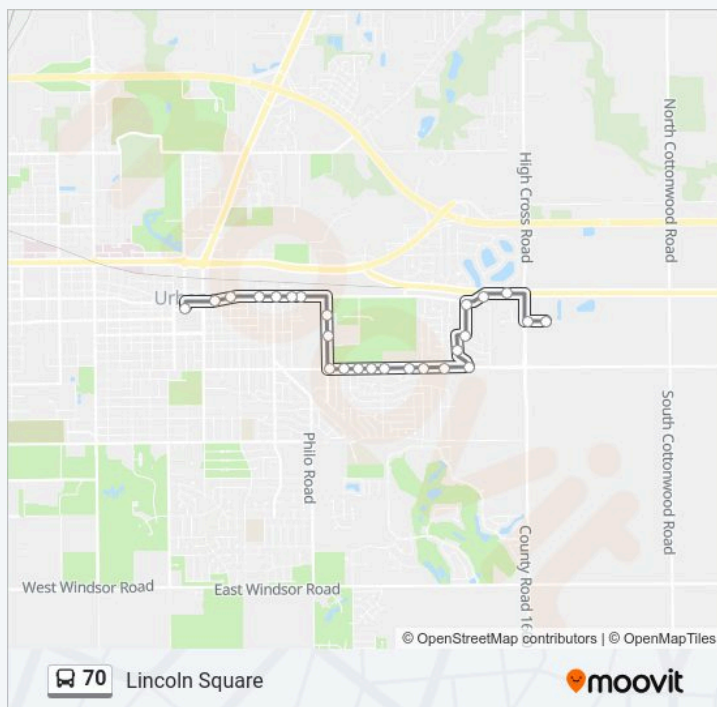 North Cottonwood Road
High Cross Road
Urb
South Cottonwood Road
Philo Road
County Road 16
West Windsor Road
East Windsor Road
© OpenStreetMap contributors | © OpenMapTiles
70 Lincoln Square
moovit